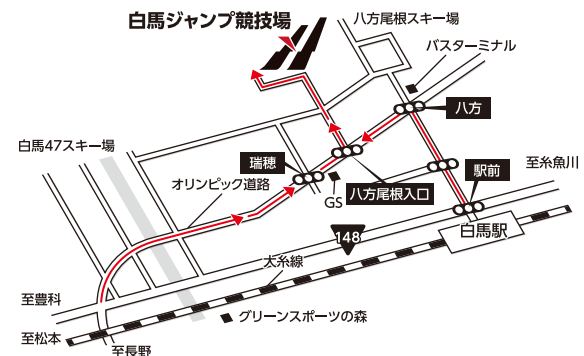 白馬ジャンプ競技場
八方尾根スキー場
バスターミナル
八方
白馬47スキー場
瑞穂
駅前
至糸魚川
オリンピック道路
GS
八方尾根入口
白馬駅
148
大糸線
至豊科
グリーンスポーツの森
至松本
至長野